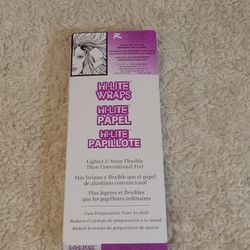 HI-LITE
WRAPS
HI-LITE
PAPEL
HI-LITE
PAPILLOTE
Lighter & More Flexible
Than Conventional Foil
Más liviano y flexible que el papel
de aluminio convencional
Plus légères et flexibles
que les papillotes ordinaires
Cuts Preparation Time In Half
Reduce el tiempo de preparación a la mitad
Réduit le temps de préparation de moitié